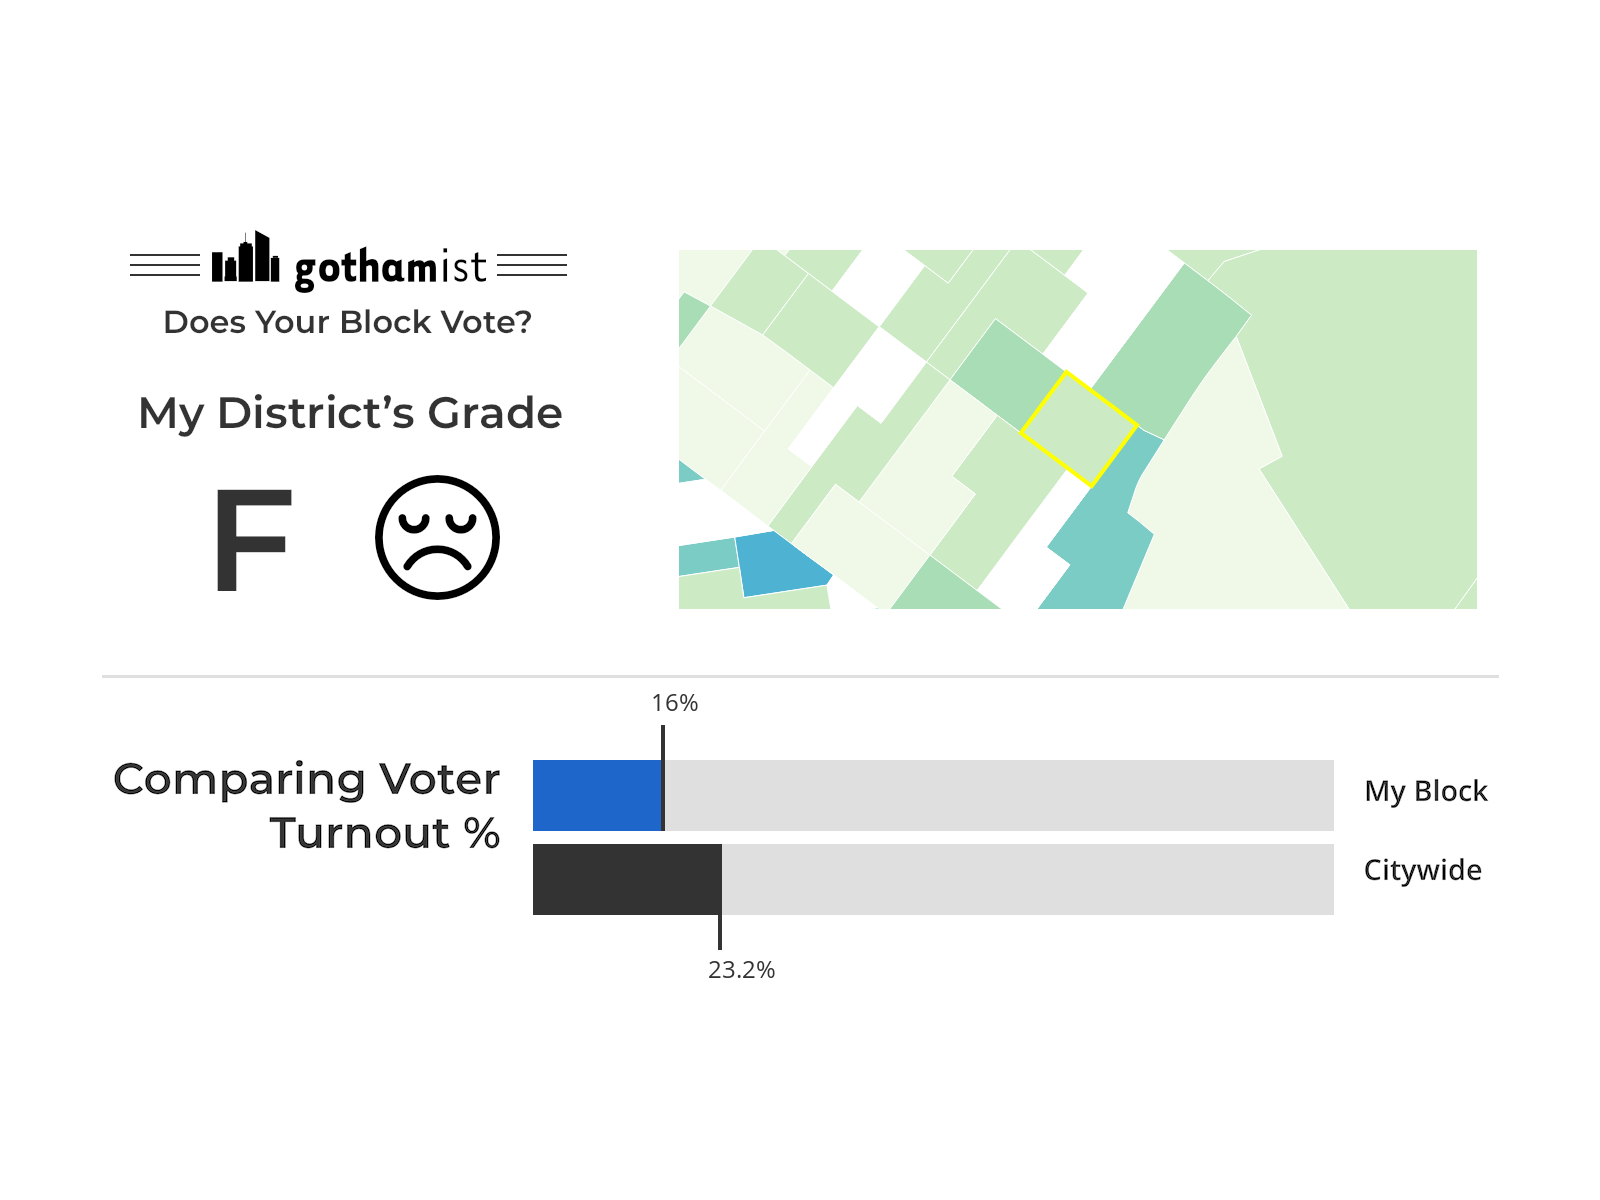 gothamist
Does Your Block Vote?
My District’s Grade
F
16%
Comparing Voter
Turnout %
My Block
Citywide
23.2%